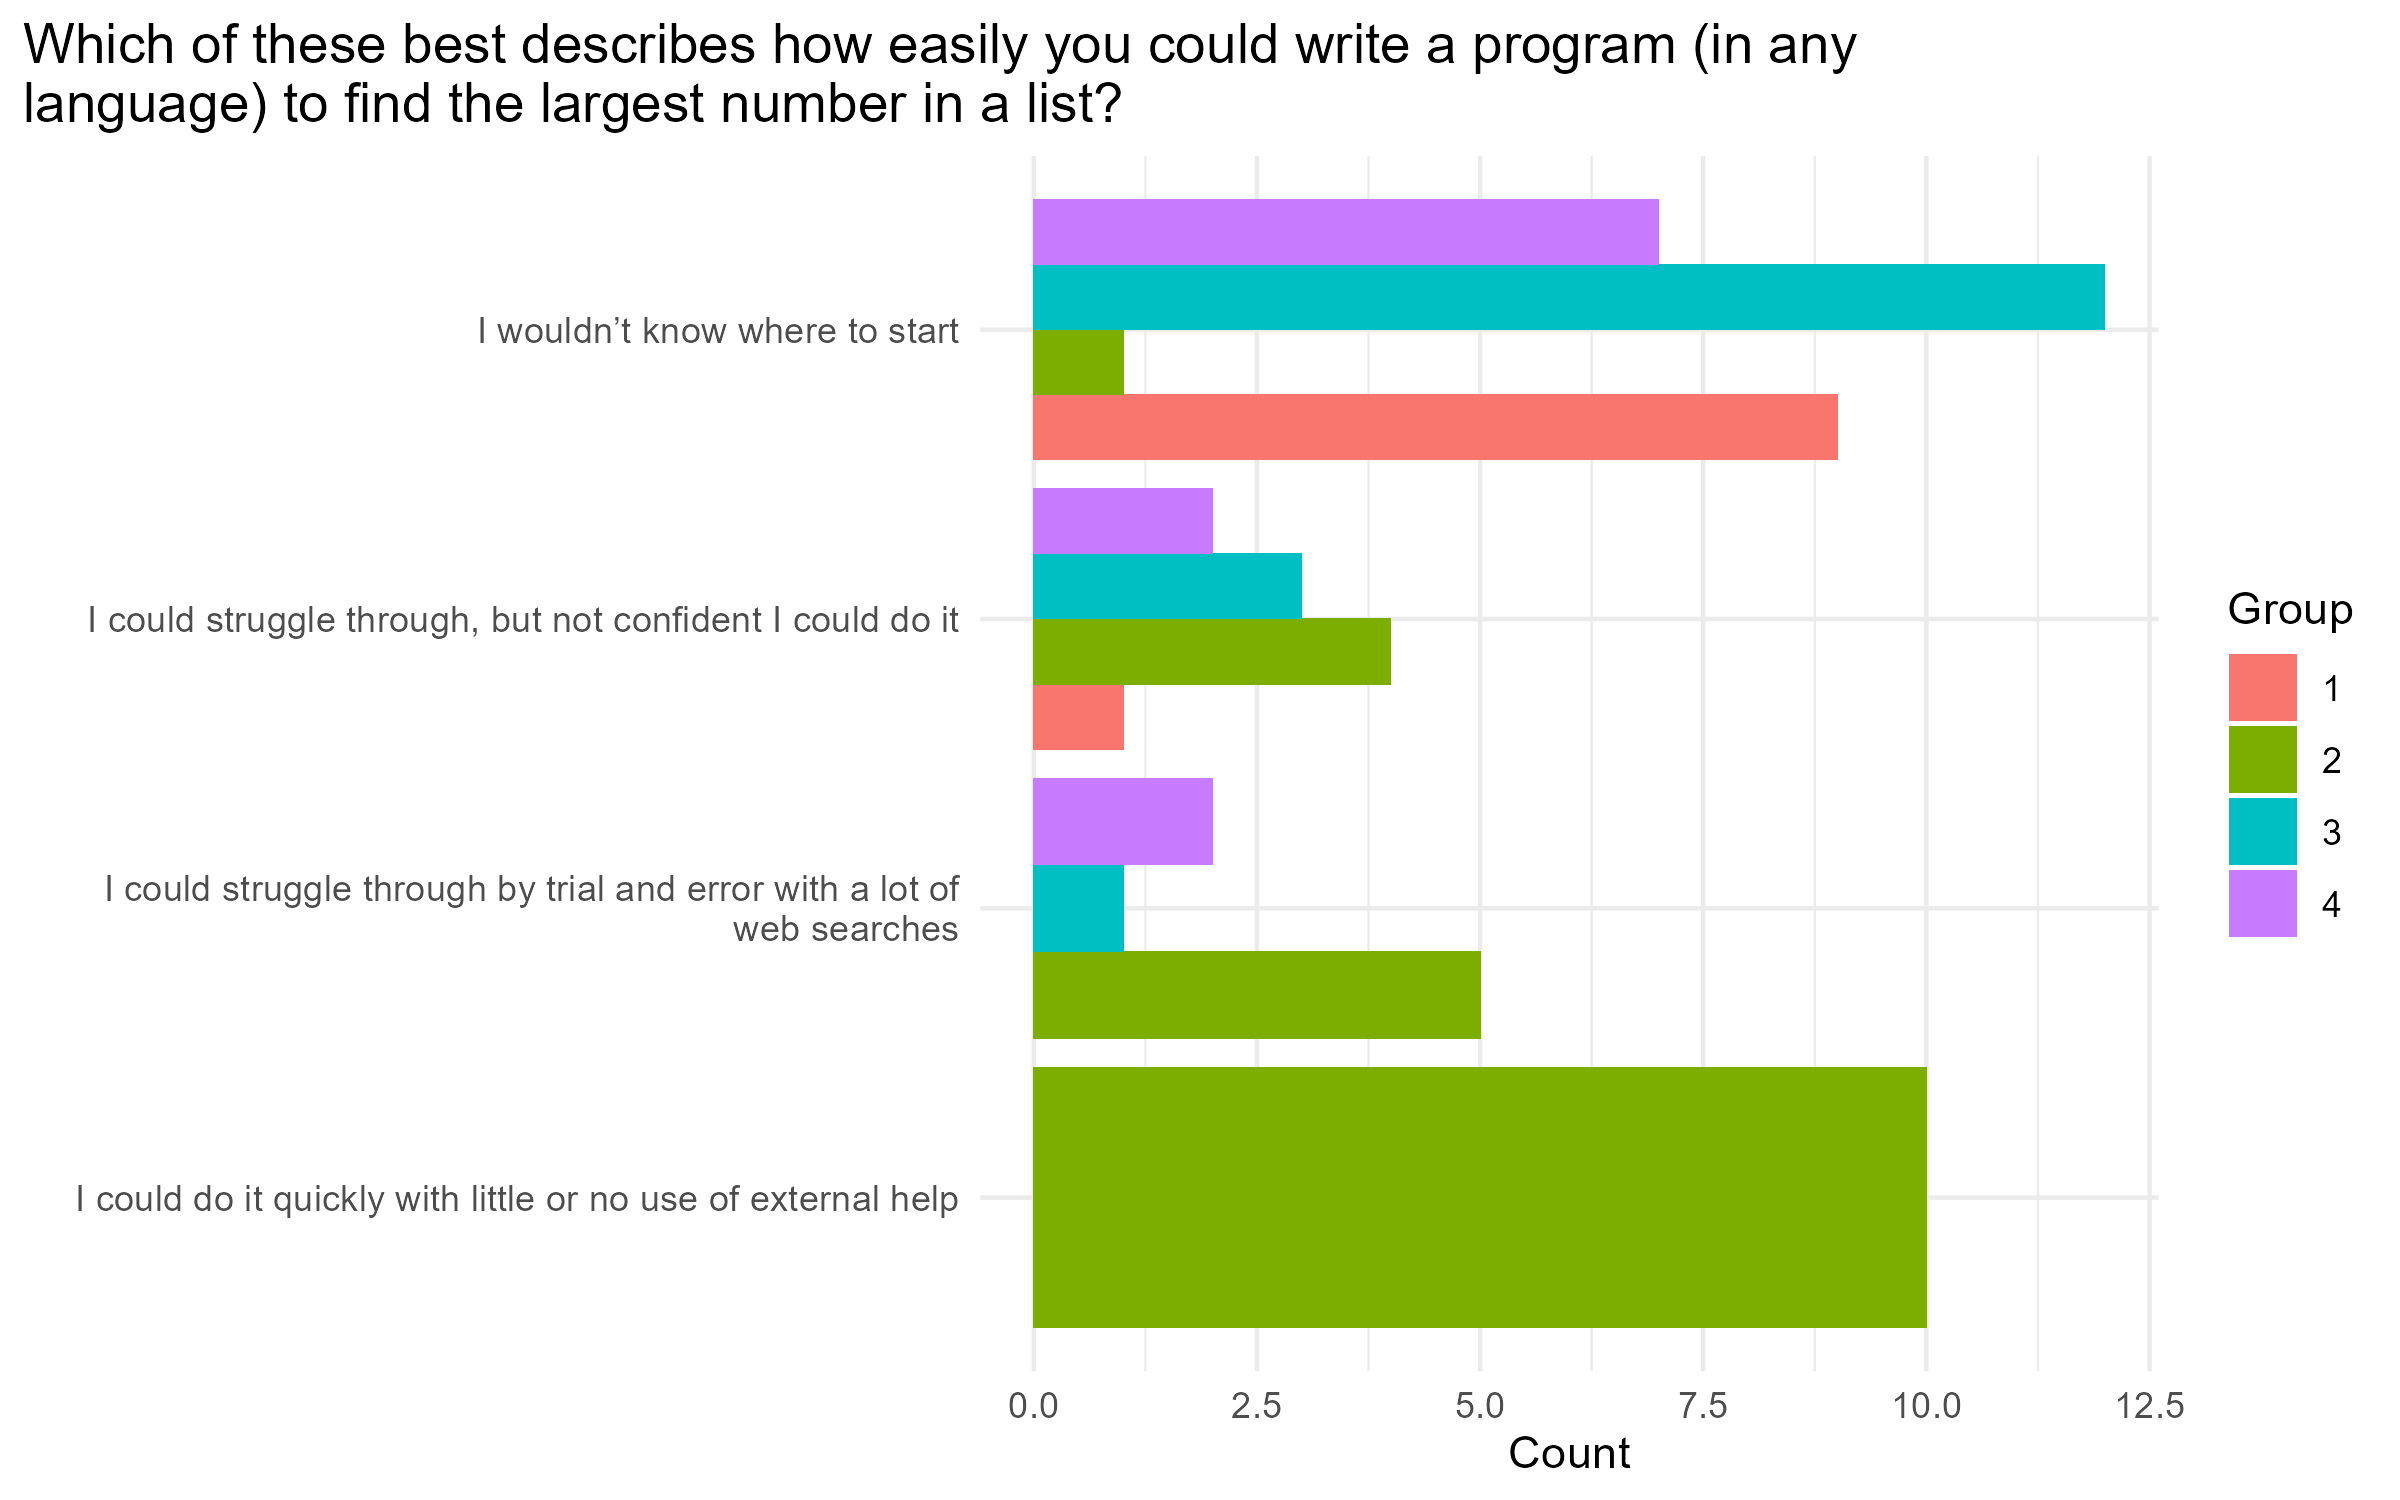 Which of these best describes how easily you could write a program (in any
language) to find the largest number in a list?
I wouldn’t know where to start
I could struggle through, but not confident I could do it
I could struggle through by trial and error with a lot of
web searches
I could do it quickly with little or no use of external help
0.0 2.5 5.0 7.5 10.0 12.5
Count
Group
1
2
3
4